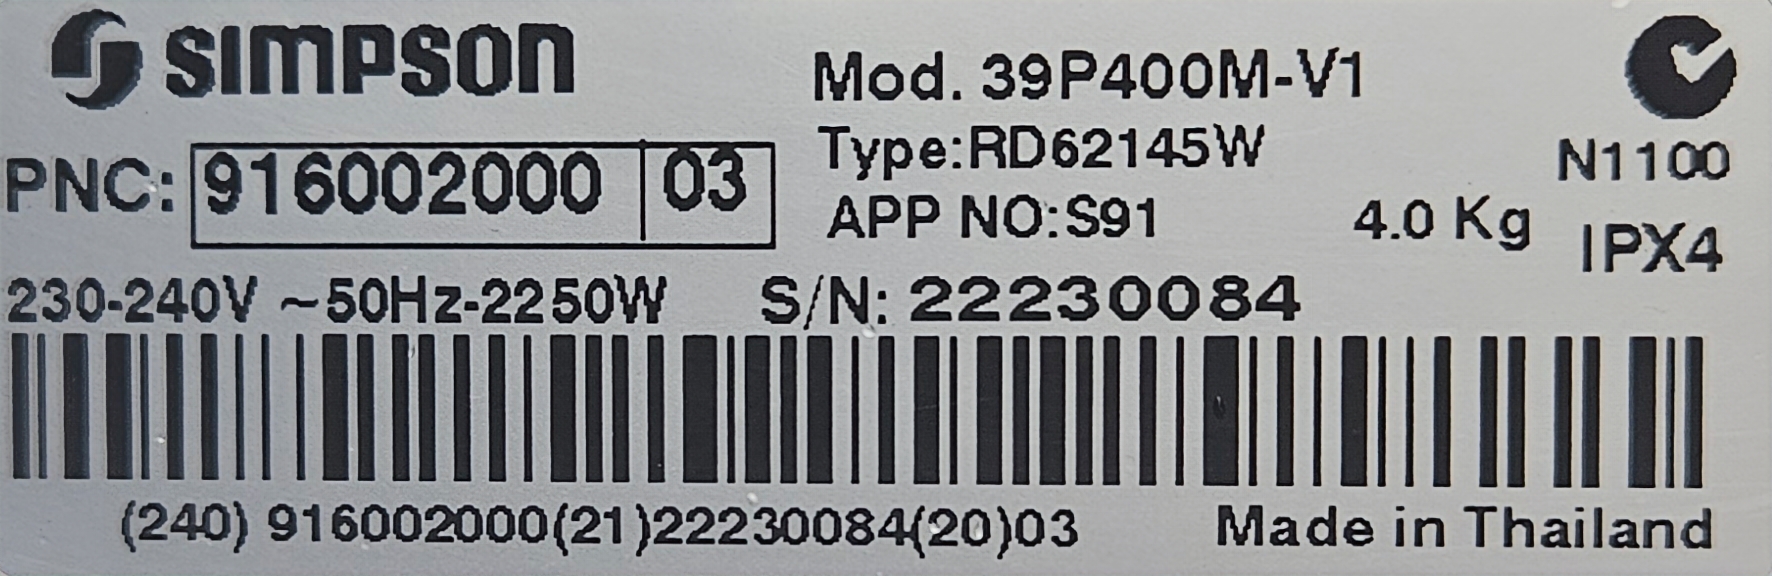 SIMPSON
Mod. 39P400M-V1
PNC: 916002000 03
Type:RD62145W
N1100
APP NO:S91 4.0 Kg
IPX4
230-240V ~50Hz-2250W S/N: 22230084
(240) 916002000(21)22230084(20)03 Made in Thailand